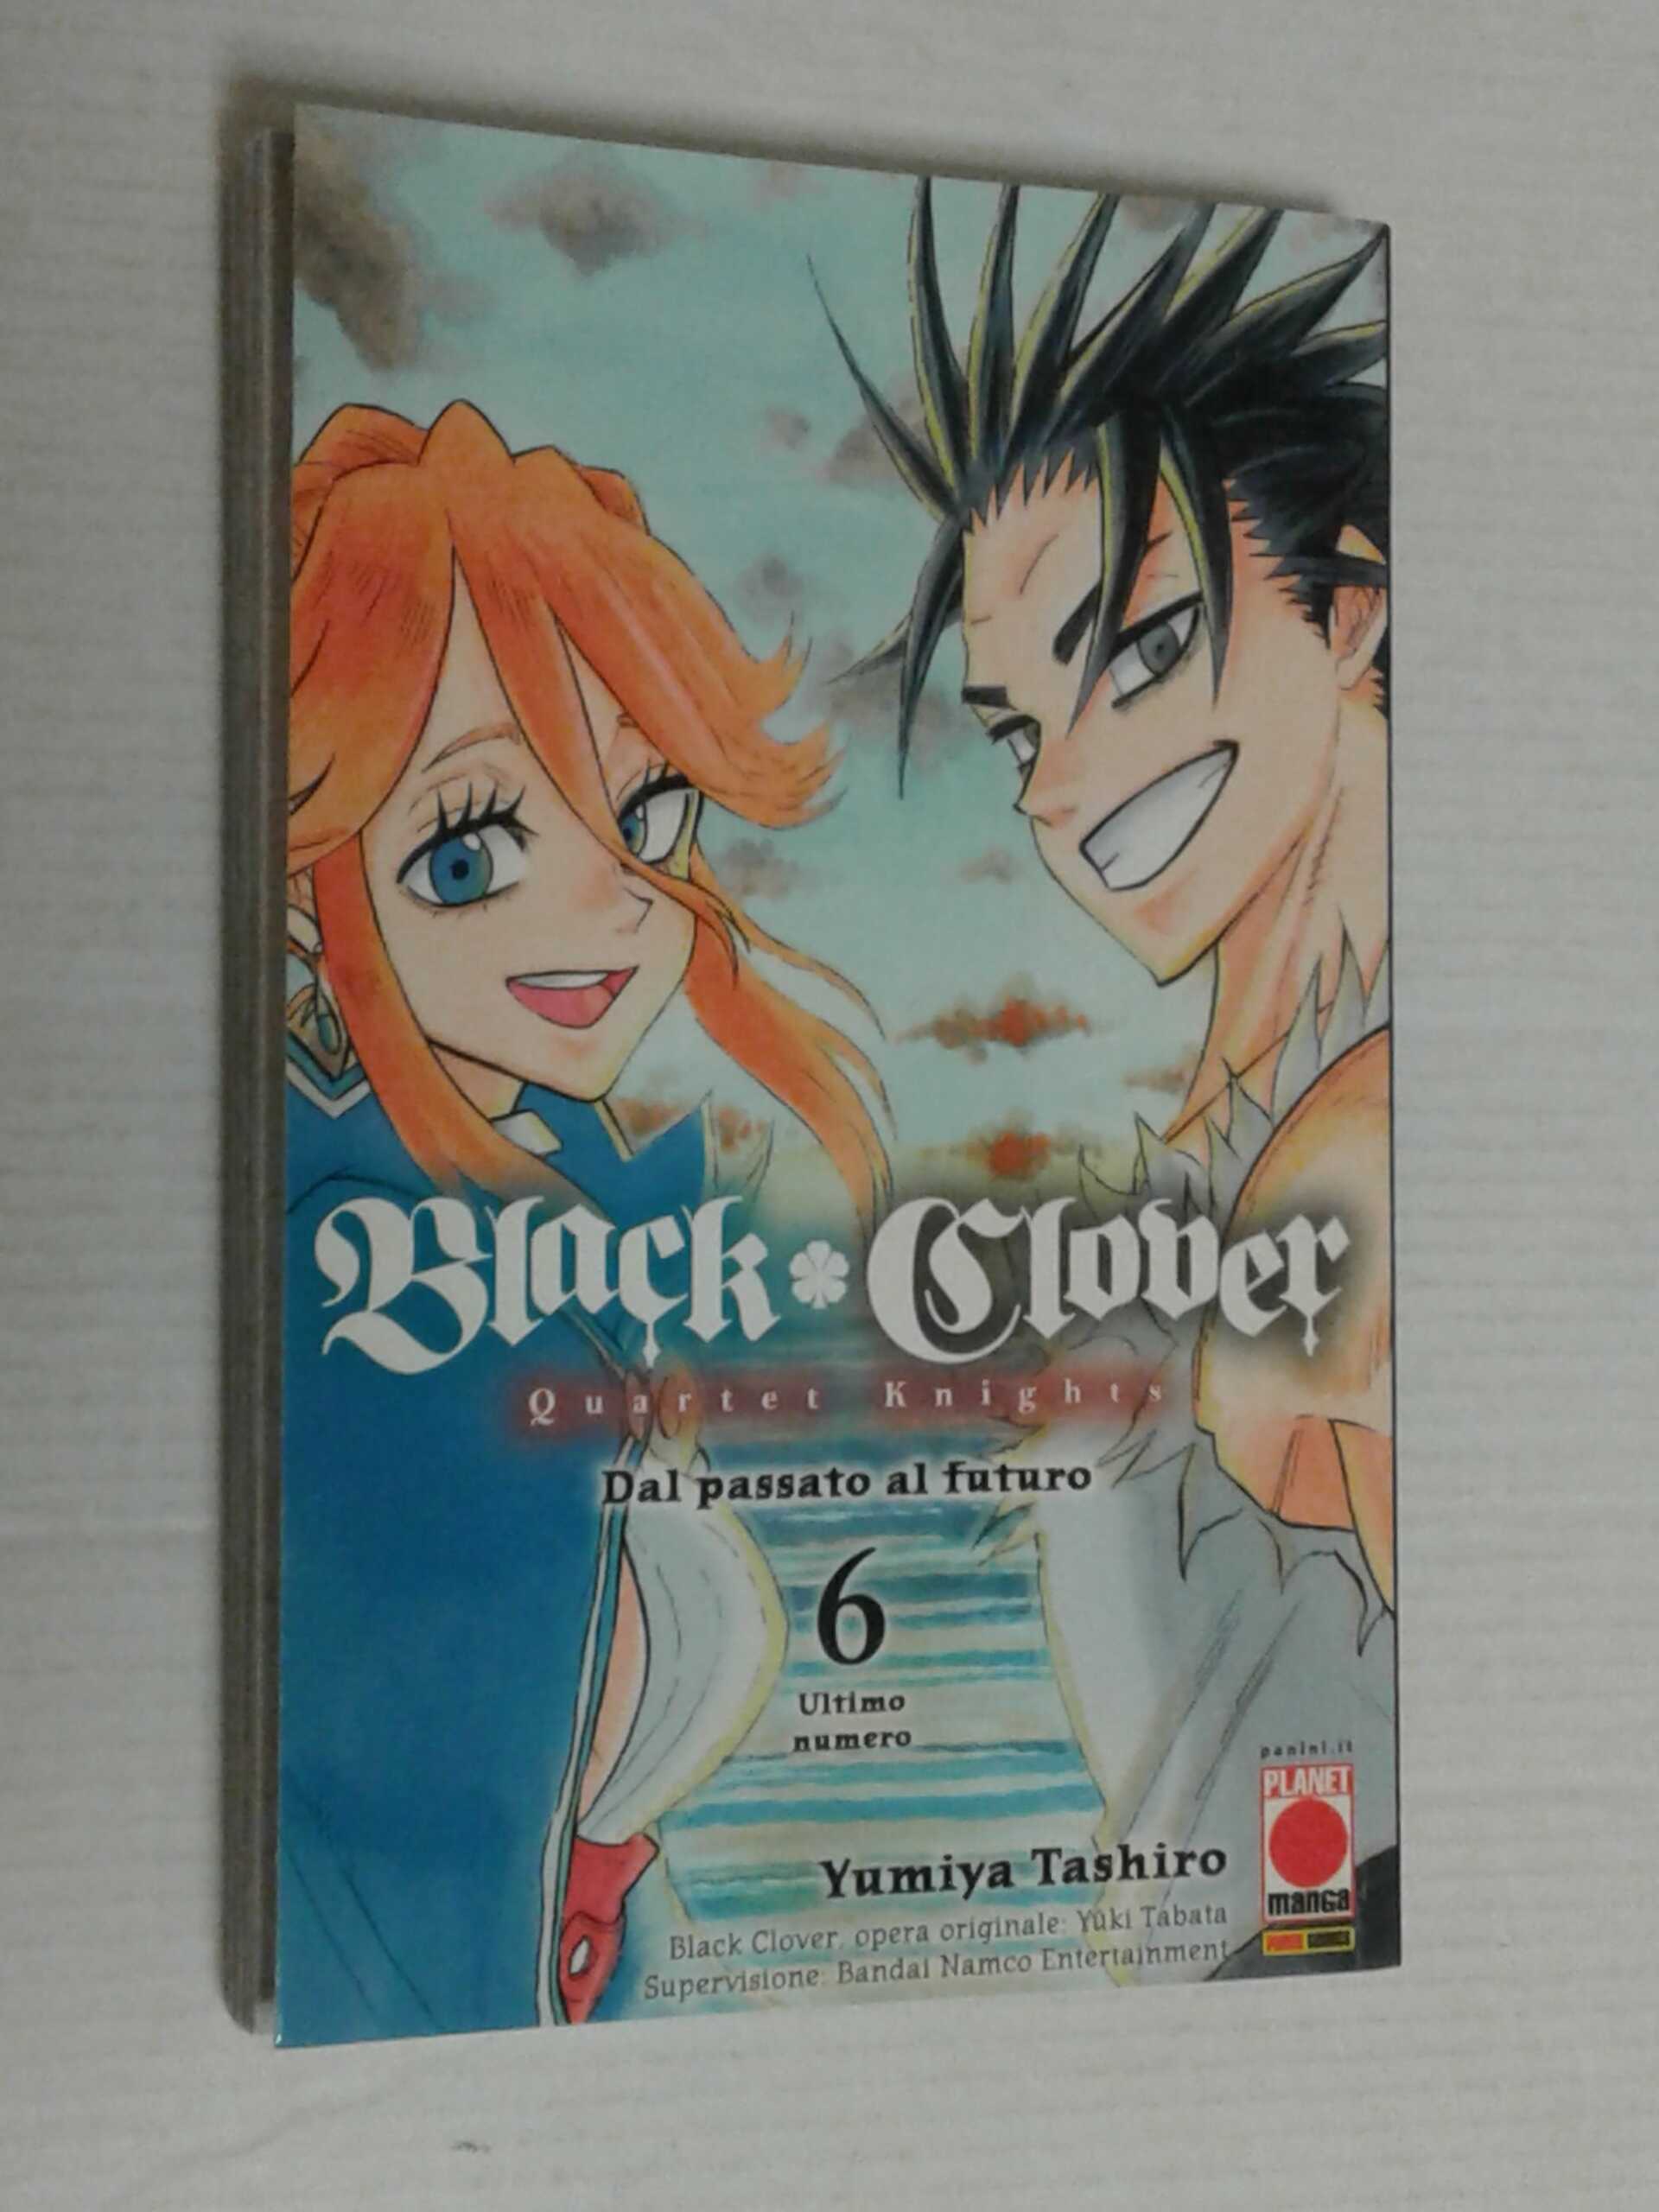 Black Clover
Quartet Knights
Dal passato al futuro
6
Ultimo
numero
panini.it
PLANET
manga
Yumiya Tashiro
Black Clover, opera originale: Yūki Tabata
Supervisione: Bandai Namco Entertainment